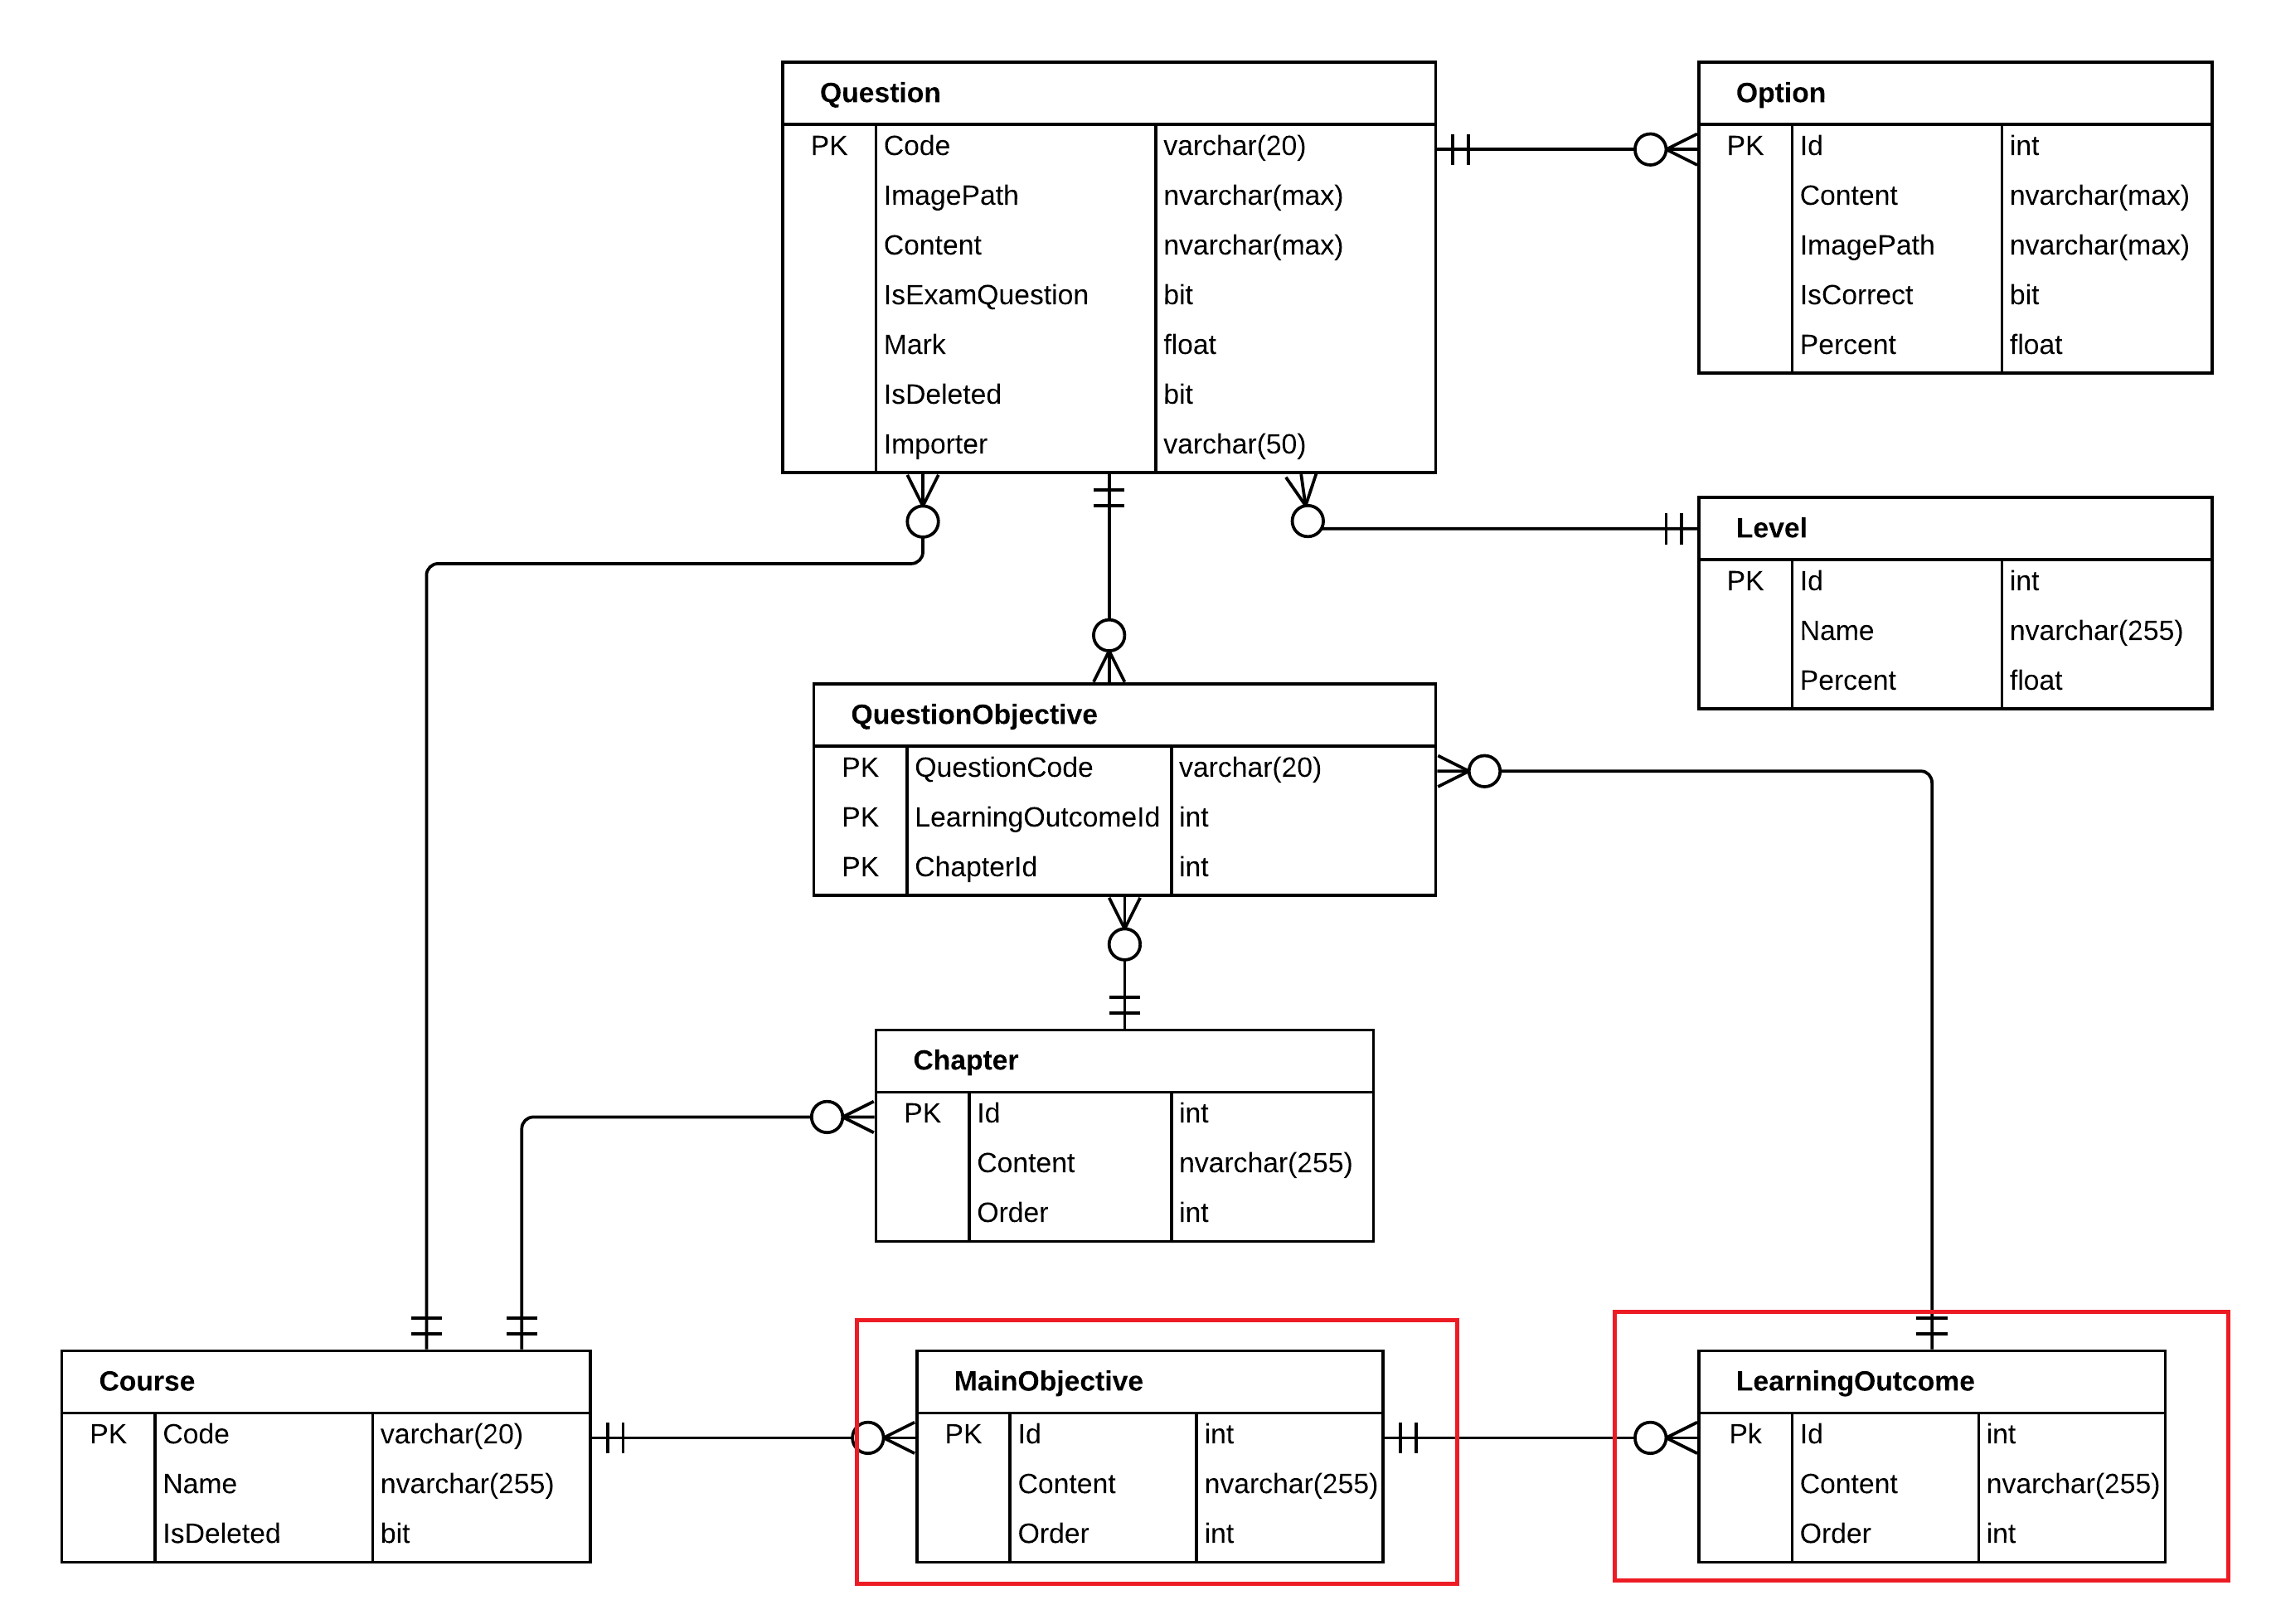 Question
PK Code varchar(20)
ImagePath nvarchar(max)
Content nvarchar(max)
IsExamQuestion bit
Mark float
IsDeleted bit
Importer varchar(50)
Option
PK Id int
Content nvarchar(max)
ImagePath nvarchar(max)
IsCorrect bit
Percent float
Level
PK Id int
Name nvarchar(255)
Percent float
QuestionObjective
PK QuestionCode varchar(20)
PK LearningOutcomeId int
PK ChapterId int
Chapter
PK Id int
Content nvarchar(255)
Order int
Course
PK Code varchar(20)
Name nvarchar(255)
IsDeleted bit
MainObjective
PK Id int
Content nvarchar(255)
Order int
LearningOutcome
Pk Id int
Content nvarchar(255)
Order int